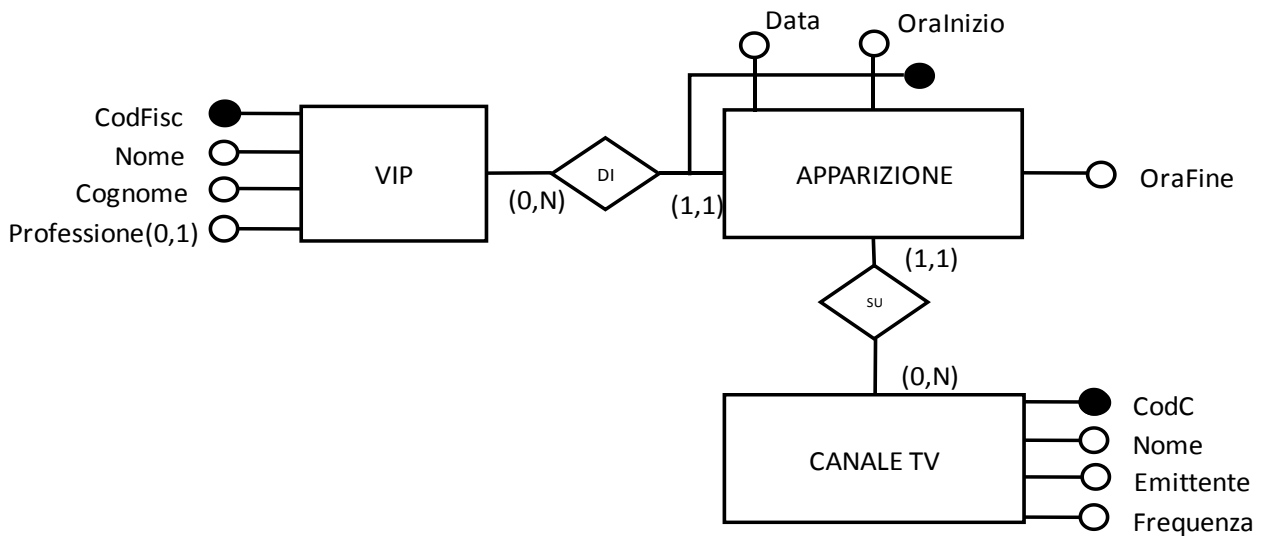 Data
OraInizio
CodFisc
Nome
Cognome
Professione(0,1)
VIP
(0,N)
DI
(1,1)
APPARIZIONE
OraFine
(1,1)
SU
(0,N)
CANALE TV
CodC
Nome
Emittente
Frequenza